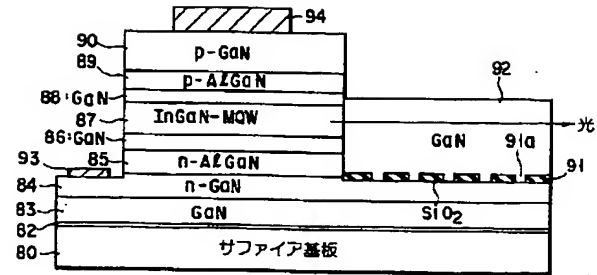 94
90
p-GaN
89
p-AlGaN
88:GaN
92
87
InGaN-MQW
光
86:GaN
GaN
91a
91
93
85
n-AlGaN
84
n-GaN
83
GaN
SiO2
82
80
サファイア基板